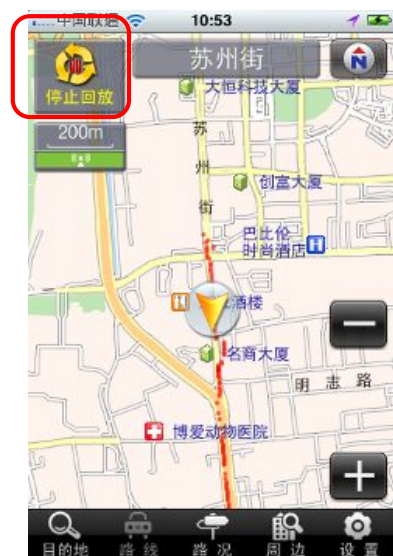 中国联通
10:53
苏州街
停止回放
200m
N
大恒科技大厦
苏州街
创富大厦
巴比伦
时尚酒店
H
酒楼
名商大厦
明志路
博爱动物医院
目的地
路线
路况
周边
设置